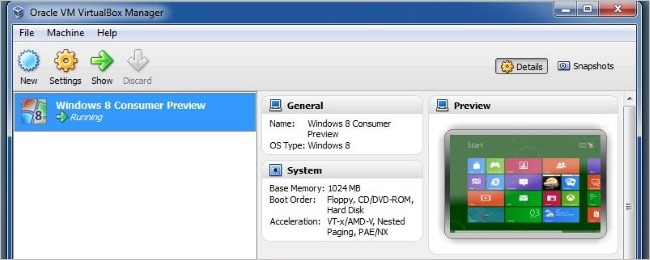 Oracle VM VirtualBox Manager
File Machine Help
New Settings Show Discard
Details Snapshots
Windows 8 Consumer Preview
Running
8
General
Name: Windows 8 Consumer
Preview
OS Type: Windows 8
System
Base Memory: 1024 MB
Boot Order: Floppy, CD/DVD-ROM,
Hard Disk
Acceleration: VT-x/AMD-V, Nested
Paging, PAE/NX
Preview
Start
03